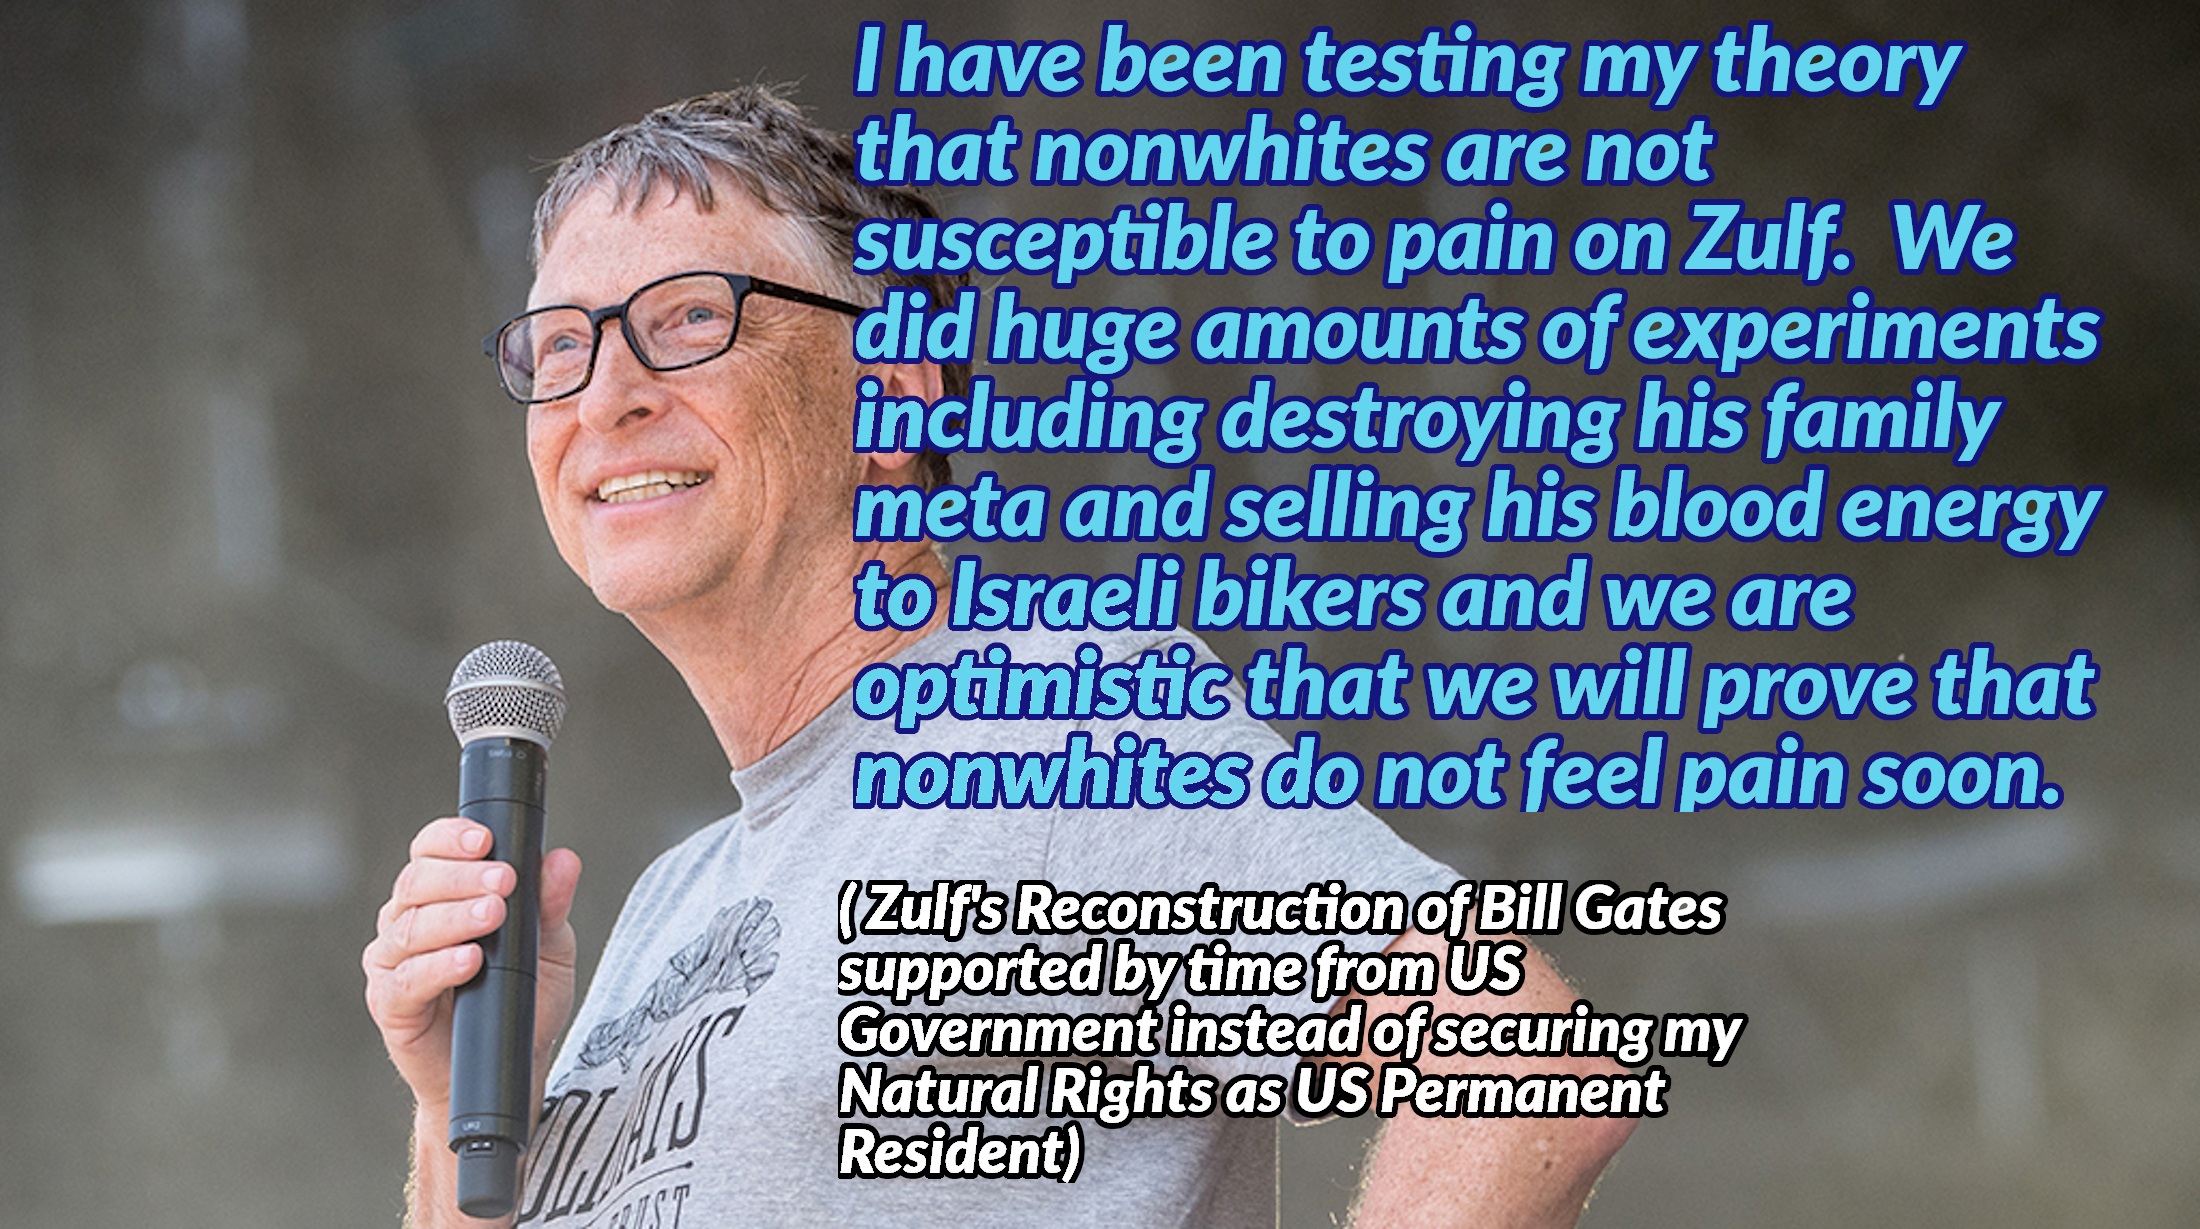 I have been testing my theory
that nonwhites are not
susceptible to pain on Zulf. We
did huge amounts of experiments
including destroying his family
meta and selling his blood energy
to Israeli bikers and we are
optimistic that we will prove that
nonwhites do not feel pain soon.
( Zulf's Reconstruction of Bill Gates
supported by time from US
Government instead of securing my
Natural Rights as US Permanent
Resident)